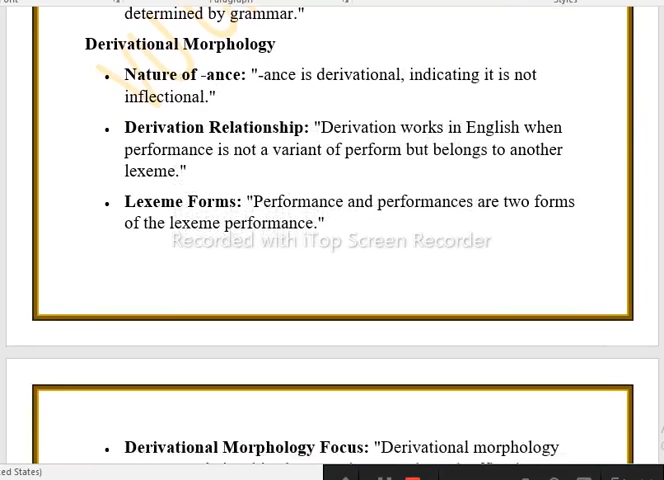 determined by grammar."
Derivational Morphology
• Nature of -ance: "-ance is derivational, indicating it is not
inflectional."
• Derivation Relationship: "Derivation works in English when
performance is not a variant of perform but belongs to another
lexeme."
• Lexeme Forms: "Performance and performances are two forms
of the lexeme performance."
Recorded with iTop Screen Recorder
• Derivational Morphology Focus: "Derivational morphology